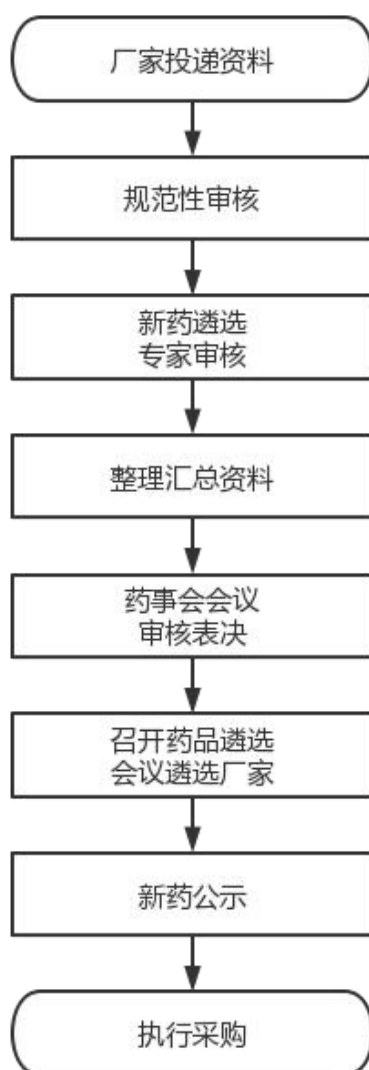 厂家投递资料
规范性审核
新药遴选
专家审核
整理汇总资料
药事会会议
审核表决
召开药品遴选
会议遴选厂家
新药公示
执行采购